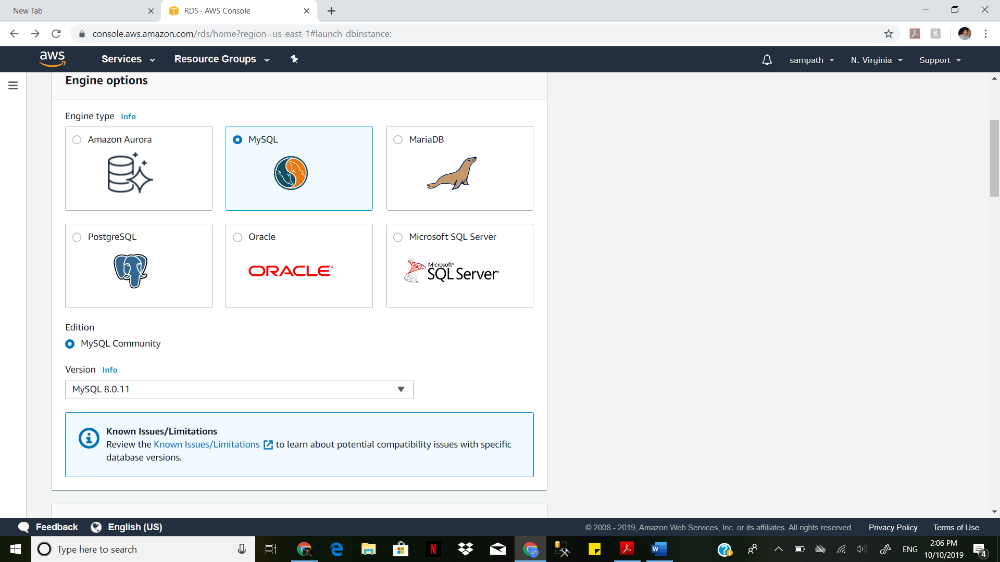 New Tab
RDS · AWS Console
console.aws.amazon.com/rds/home?region=us-east-1#launch-dbinstance:
aws
Services
Resource Groups
sampath
N. Virginia
Support
Engine options
Engine type Info
Amazon Aurora
MySQL
MariaDB
PostgreSQL
Oracle
ORACLE
Microsoft SQL Server
Microsoft®
SQL Server
Edition
MySQL Community
Version Info
MySQL 8.0.11
Known Issues/Limitations
Review the Known Issues/Limitations to learn about potential compatibility issues with specific
database versions.
Feedback
English (US)
© 2008 - 2019, Amazon Web Services, Inc. or its affiliates. All rights reserved.
Privacy Policy
Terms of Use
Type here to search
ENG
2:06 PM
10/10/2019
4